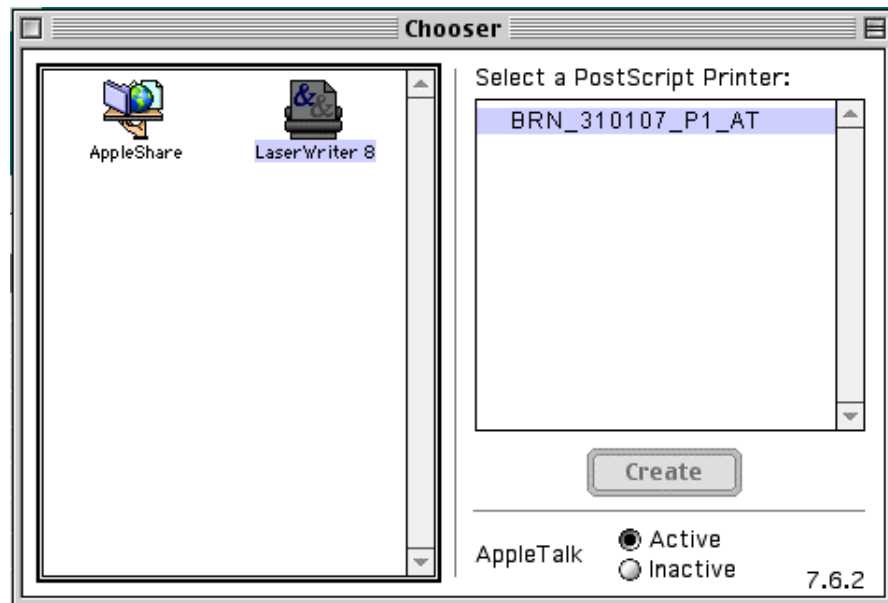 Chooser
AppleShare
LaserWriter 8
Select a PostScript Printer:
BRN_310107_P1_AT
Create
AppleTalk
Active
Inactive
7.6.2